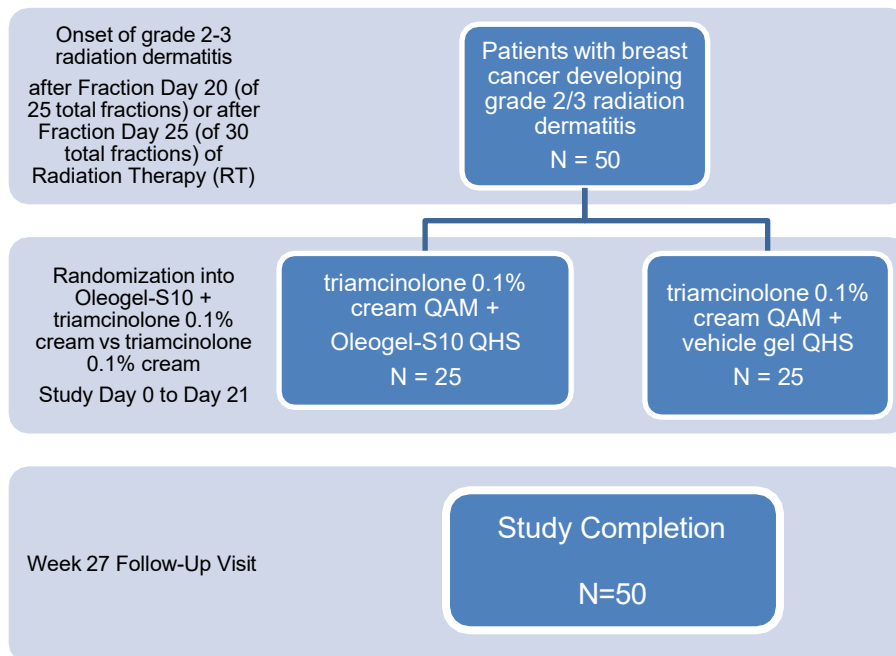 Onset of grade 2-3
radiation dermatitis
after Fraction Day 20 (of
25 total fractions) or after
Fraction Day 25 (of 30
total fractions) of
Radiation Therapy (RT)
Patients with breast
cancer developing
grade 2/3 radiation
dermatitis
N = 50
Randomization into
Oleogel-S10 +
triamcinolone 0.1%
cream vs triamcinolone
0.1% cream
Study Day 0 to Day 21
triamcinolone 0.1%
cream QAM +
Oleogel-S10 QHS
N = 25
triamcinolone 0.1%
cream QAM +
vehicle gel QHS
N = 25
Week 27 Follow-Up Visit
Study Completion
N=50